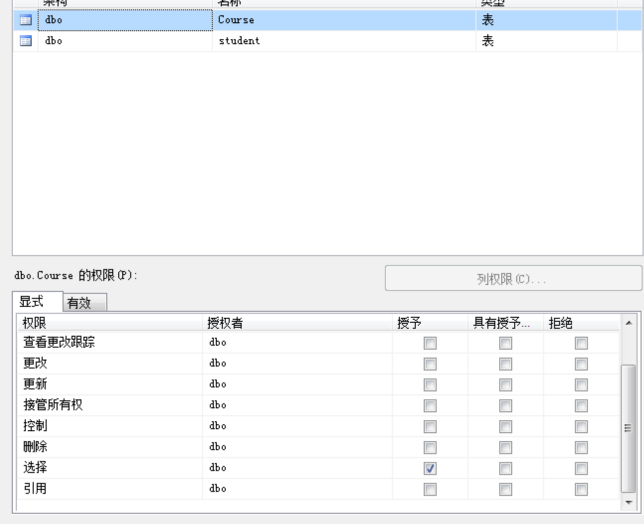 架构 名称 类型
dbo Course 表
dbo student 表
dbo.Course 的权限(P):
列权限(C)...
显式 有效
权限 授权者 授予 具有授予... 拒绝
查看更改跟踪 dbo
更改 dbo
更新 dbo
接管所有权 dbo
控制 dbo
删除 dbo
选择 dbo
引用 dbo